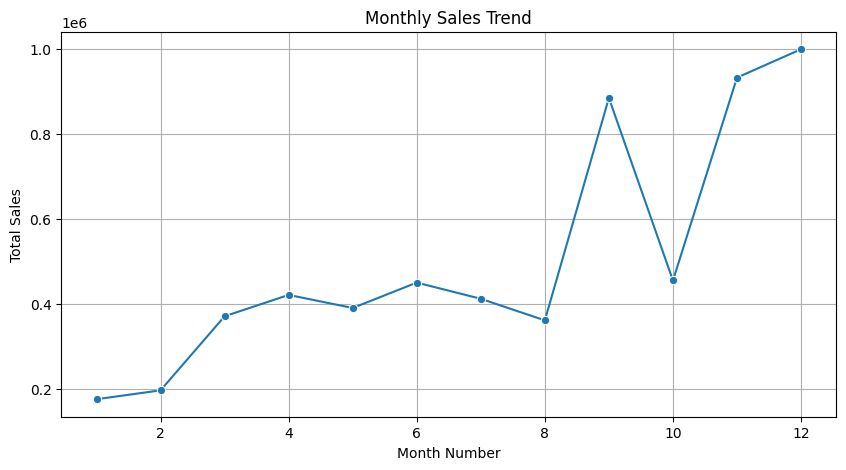 Monthly Sales Trend
1e6
1.0
0.8
0.6
0.4
0.2
Total Sales
2 4 6 8 10 12
Month Number